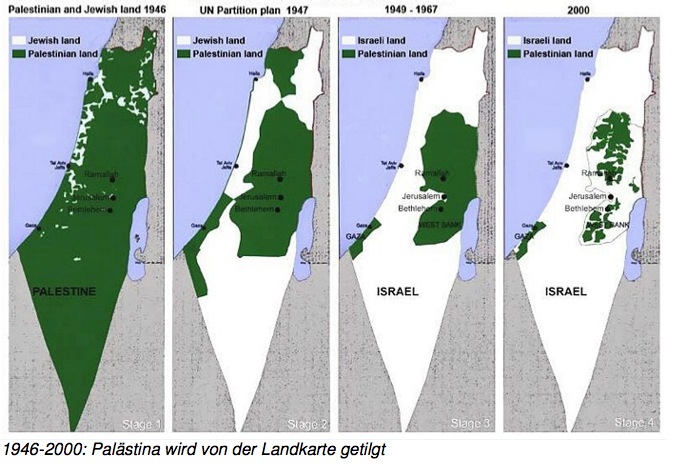 Palestinian and Jewish land 1946
UN Partition plan 1947
1949 - 1967
2000
Jewish land
Palestinian land
Haifa
Tel Aviv
Jaffa
Ramallah
Jerusalem
Bethlehem
Gaza
PALESTINE
Stage 1
Jewish land
Palestinian land
Haifa
Tel Aviv
Jaffa
Ramallah
Jerusalem
Bethlehem
Gaza
Stage 2
Israeli land
Palestinian land
Haifa
Tel Aviv
Jaffa
Ramallah
Jerusalem
Bethlehem
Gaza
GAZA
WEST BANK
ISRAEL
Stage 3
Israeli land
Palestinian land
Haifa
Tel Aviv
Jaffa
Ramallah
Jerusalem
Bethlehem
Gaza
GAZA
WEST BANK
ISRAEL
Stage 4
1946-2000: Palästina wird von der Landkarte getilgt